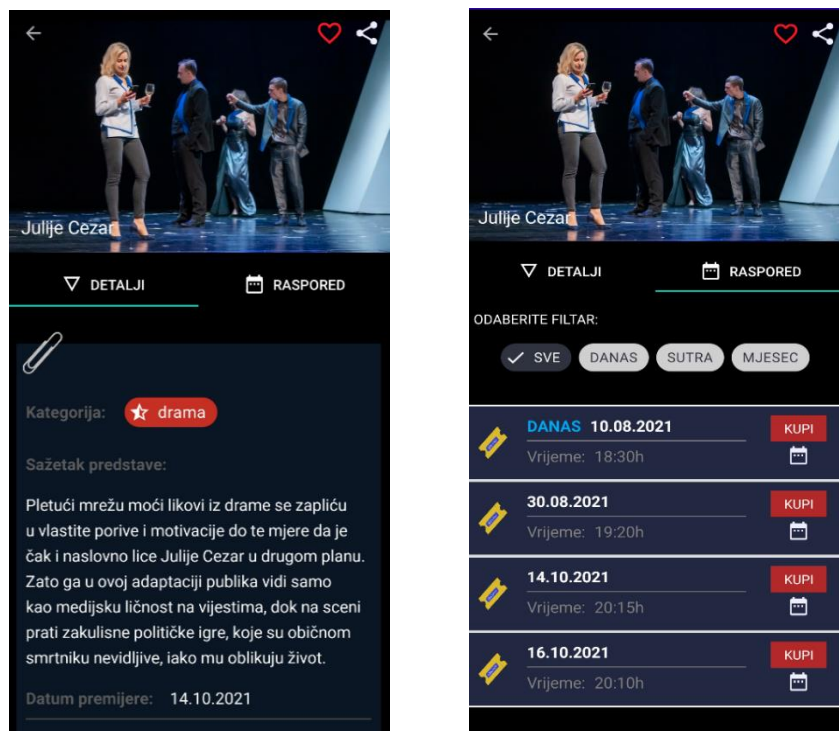 Julije Cezar
DETALJI
RASPORED
Kategorija:
drama
Sažetak predstave:
Pletući mrežu moći likovi iz drame se zapliću
u vlastite porive i motivacije do te mjere da je
čak i naslovno lice Julije Cezar u drugom planu.
Zato ga u ovoj adaptaciji publika vidi samo
kao medijsku ličnost na vijestima, dok na sceni
prati zakulisne političke igre, koje su običnom
smrtniku nevidljive, iako mu oblikuju život.
Datum premijere: 14.10.2021
Julije Cezar
DETALJI
RASPORED
ODABERITE FILTAR:
SVE
DANAS
SUTRA
MJESEC
DANAS 10.08.2021
KUPI
Vrijeme: 18:30h
30.08.2021
KUPI
Vrijeme: 19:20h
14.10.2021
KUPI
Vrijeme: 20:15h
16.10.2021
KUPI
Vrijeme: 20:10h